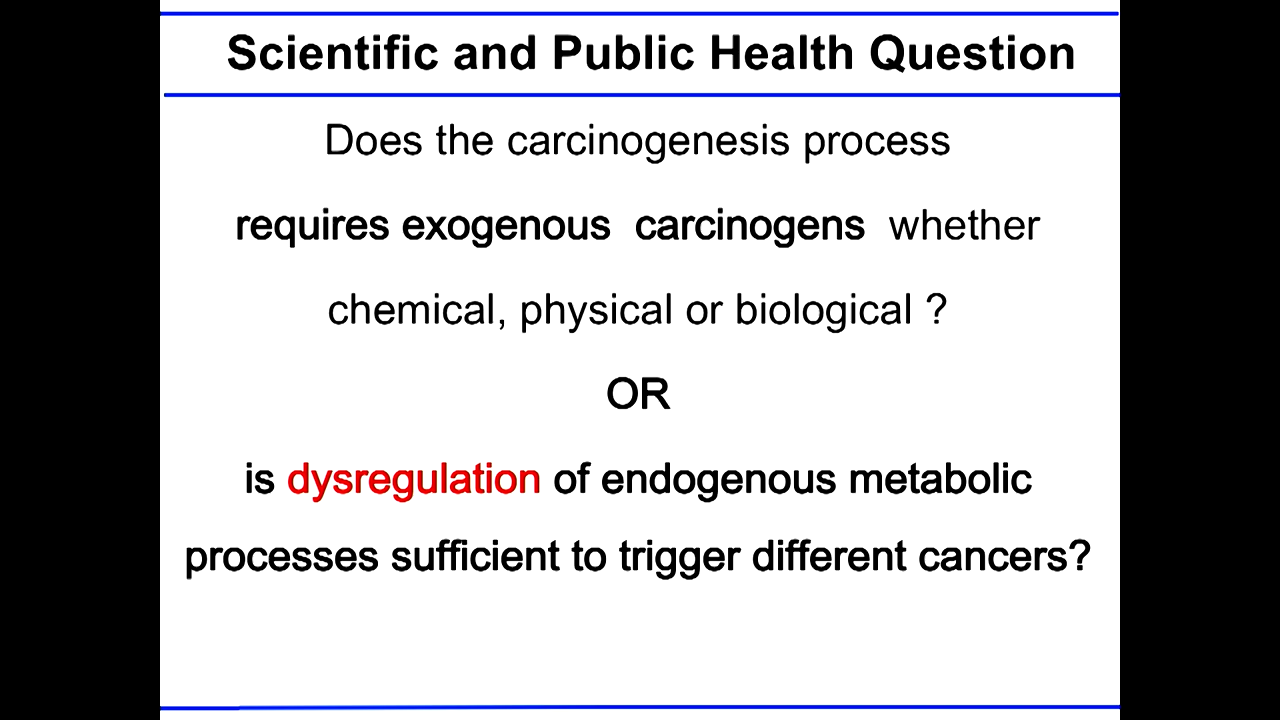 Scientific and Public Health Question
Does the carcinogenesis process
requires exogenous carcinogens whether
chemical, physical or biological ?
OR
is dysregulation of endogenous metabolic
processes sufficient to trigger different cancers?